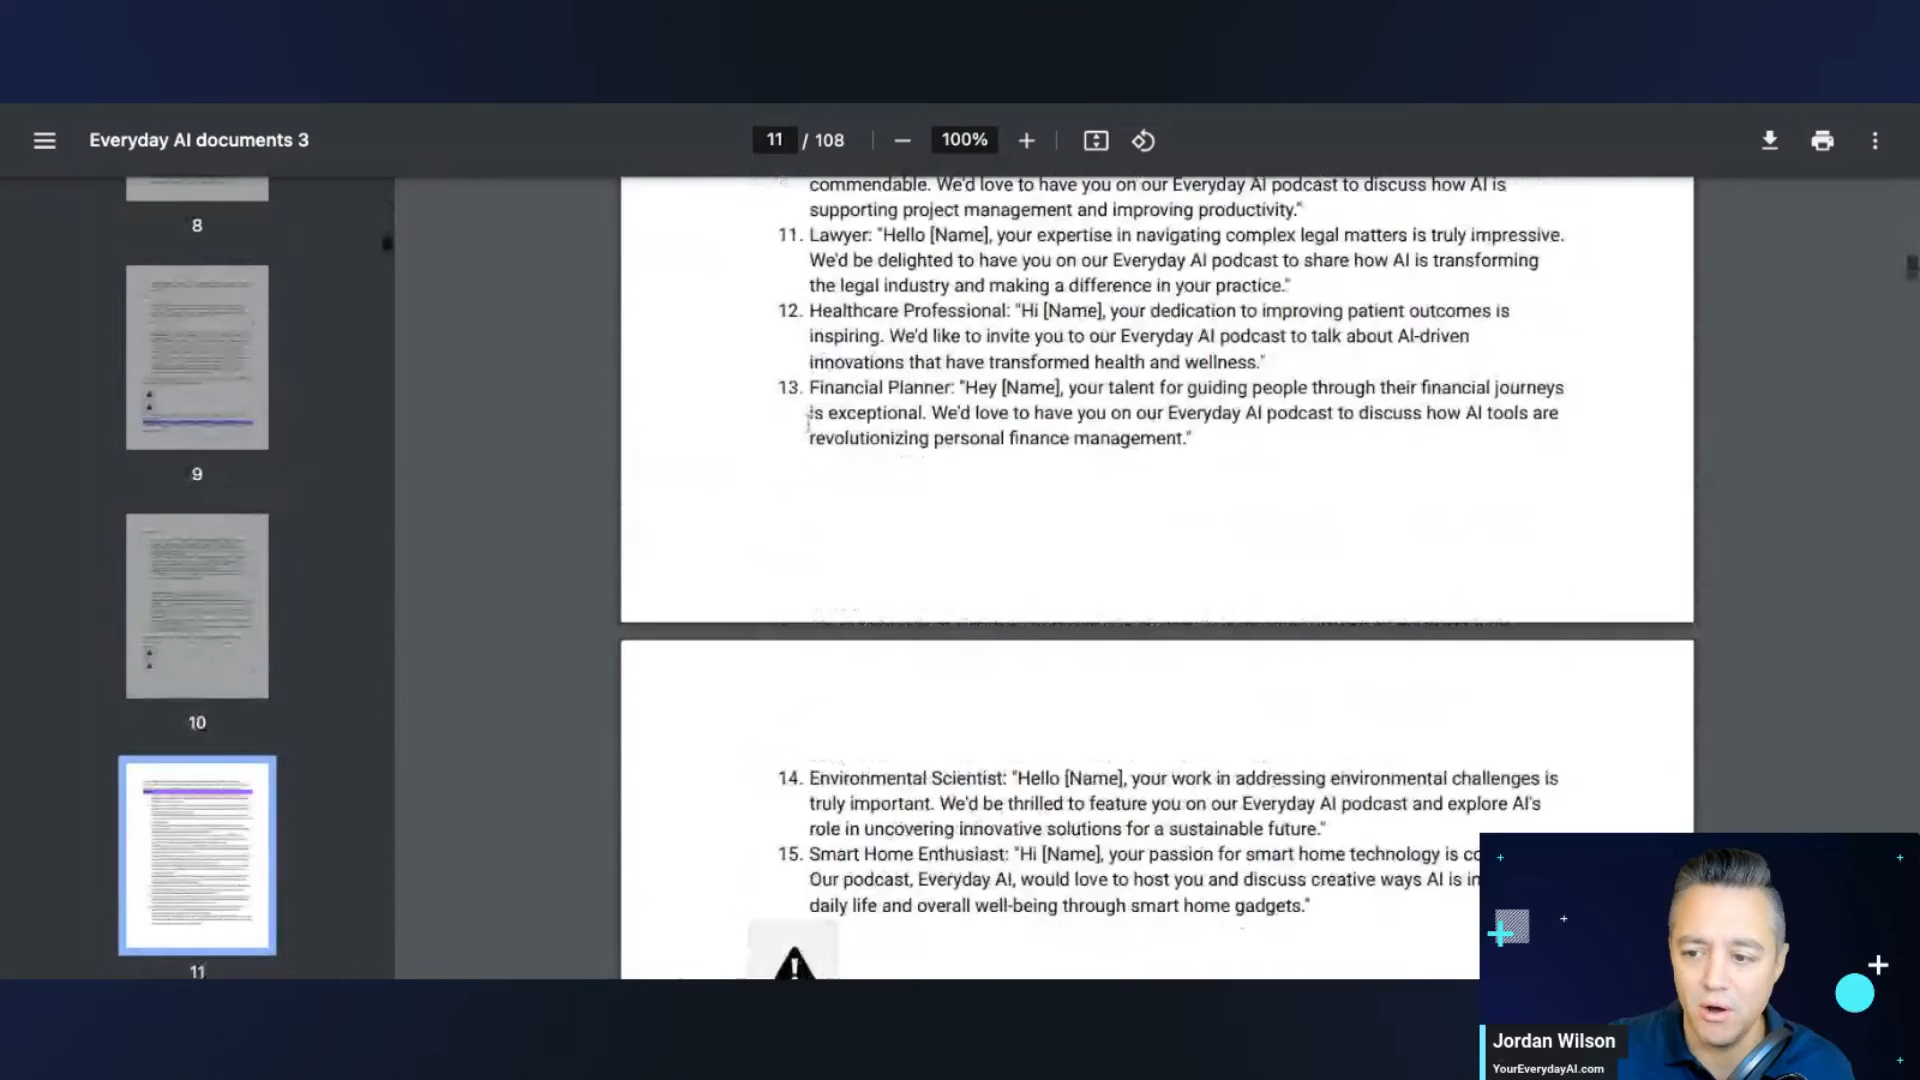 Everyday AI documents 3
11 / 108
100%
8
9
10
11
commendable. We'd love to have you on our Everyday AI podcast to discuss how AI is
supporting project management and improving productivity."
11. Lawyer: "Hello [Name], your expertise in navigating complex legal matters is truly impressive.
We'd be delighted to have you on our Everyday AI podcast to share how AI is transforming
the legal industry and making a difference in your practice."
12. Healthcare Professional: "Hi [Name], your dedication to improving patient outcomes is
inspiring. We'd like to invite you to our Everyday AI podcast to talk about AI-driven
innovations that have transformed health and wellness."
13. Financial Planner: "Hey [Name], your talent for guiding people through their financial journeys
is exceptional. We'd love to have you on our Everyday AI podcast to discuss how AI tools are
revolutionizing personal finance management."
14. Environmental Scientist: "Hello [Name], your work in addressing environmental challenges is
truly important. We'd be thrilled to feature you on our Everyday AI podcast and explore AI's
role in uncovering innovative solutions for a sustainable future."
15. Smart Home Enthusiast: "Hi [Name], your passion for smart home technology is
Our podcast, Everyday AI, would love to host you and discuss creative ways AI is
daily life and overall well-being through smart home gadgets."
Jordan Wilson
YourEverydayAI.com